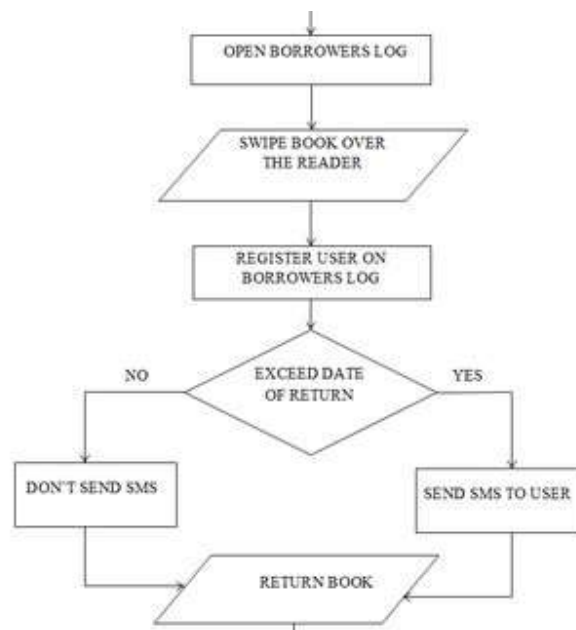 OPEN BORROWERS LOG
SWIPE BOOK OVER
THE READER
REGISTER USER ON
BORROWERS LOG
EXCEED DATE
OF RETURN
NO
YES
DON'T SEND SMS
SEND SMS TO USER
RETURN BOOK